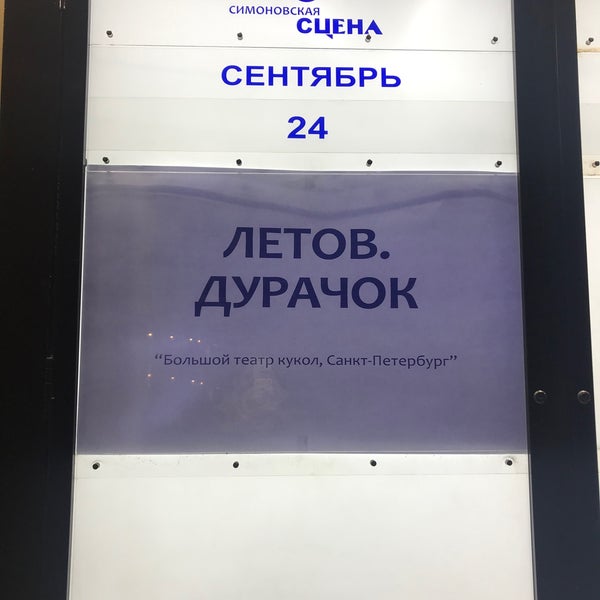 СИМОНОВСКАЯ
СЦЕНА
СЕНТЯБРЬ
24
ЛЕТОВ.
ДУРАЧОК
“Большой театр кукол, Санкт-Петербург”